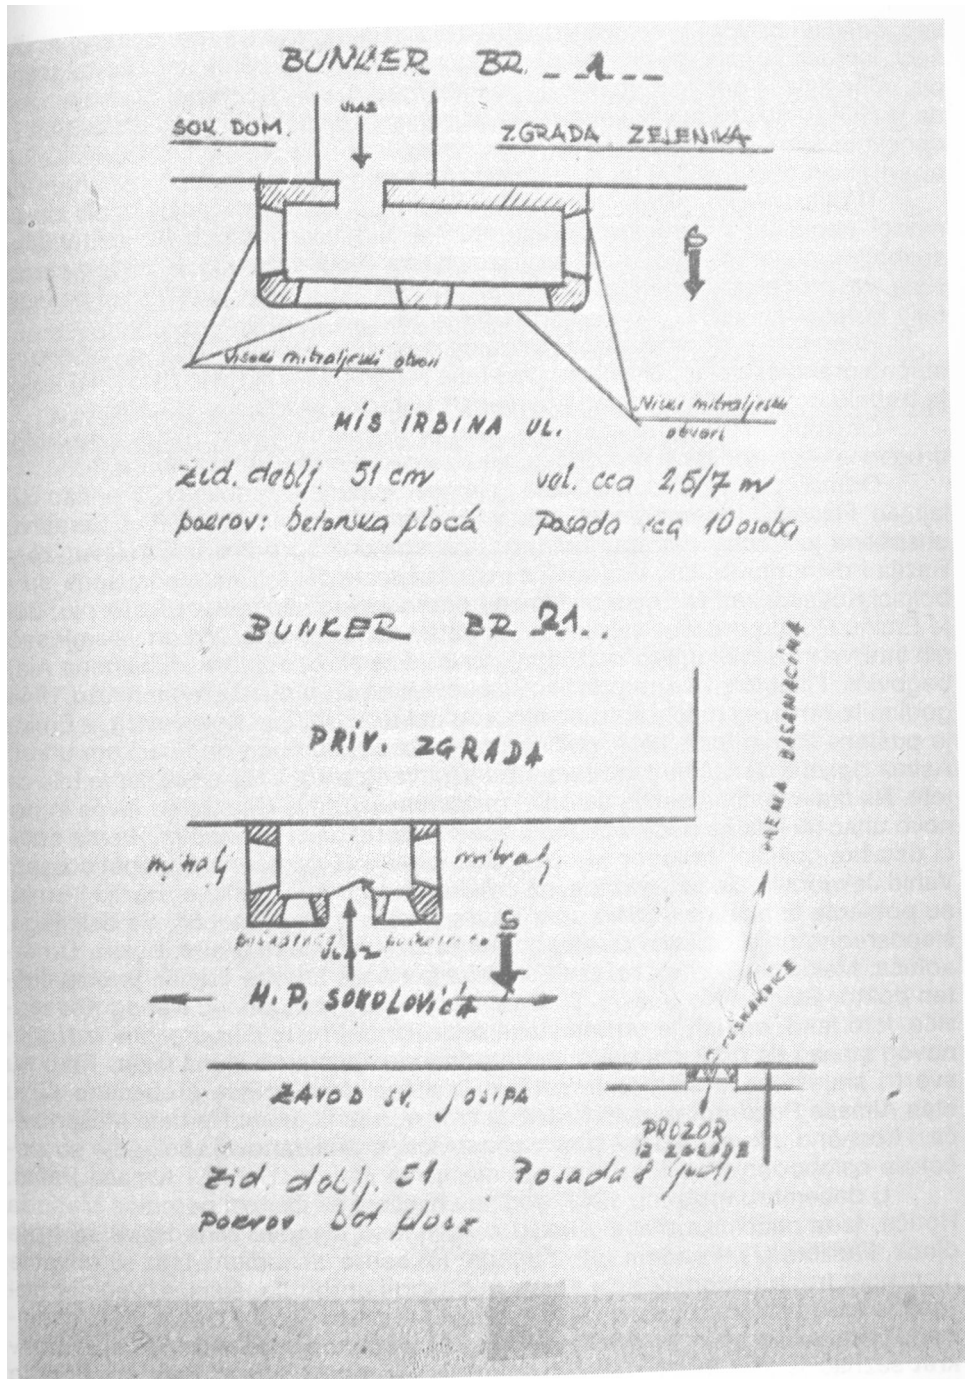 BUNKER BR. 1
ULAZ
SOK. DOM.
ZGRADA ZELENIKA
S
Visoki mitraljeski otvori
Niski mitraljeski
otvori
MIS IRBINA UL.
Zid. deblj. 51 cm
vel. cca 2,5/7 m
pokrov: betonska ploča
Posada cca 10 osoba
BUNKER BR 21
PREMA BAŠČANACIMA
PRIV. ZGRADA
mitralj
mitralj.
S
ULAZ
M. P. SOKOLOVIĆA
PUSKARNICE
ZAVOD SV. JOSIPA
PROZOR
IZ ZGRADE
Zid. deblj. 51
Posada 8 ljudi
Pokrov bet ploča